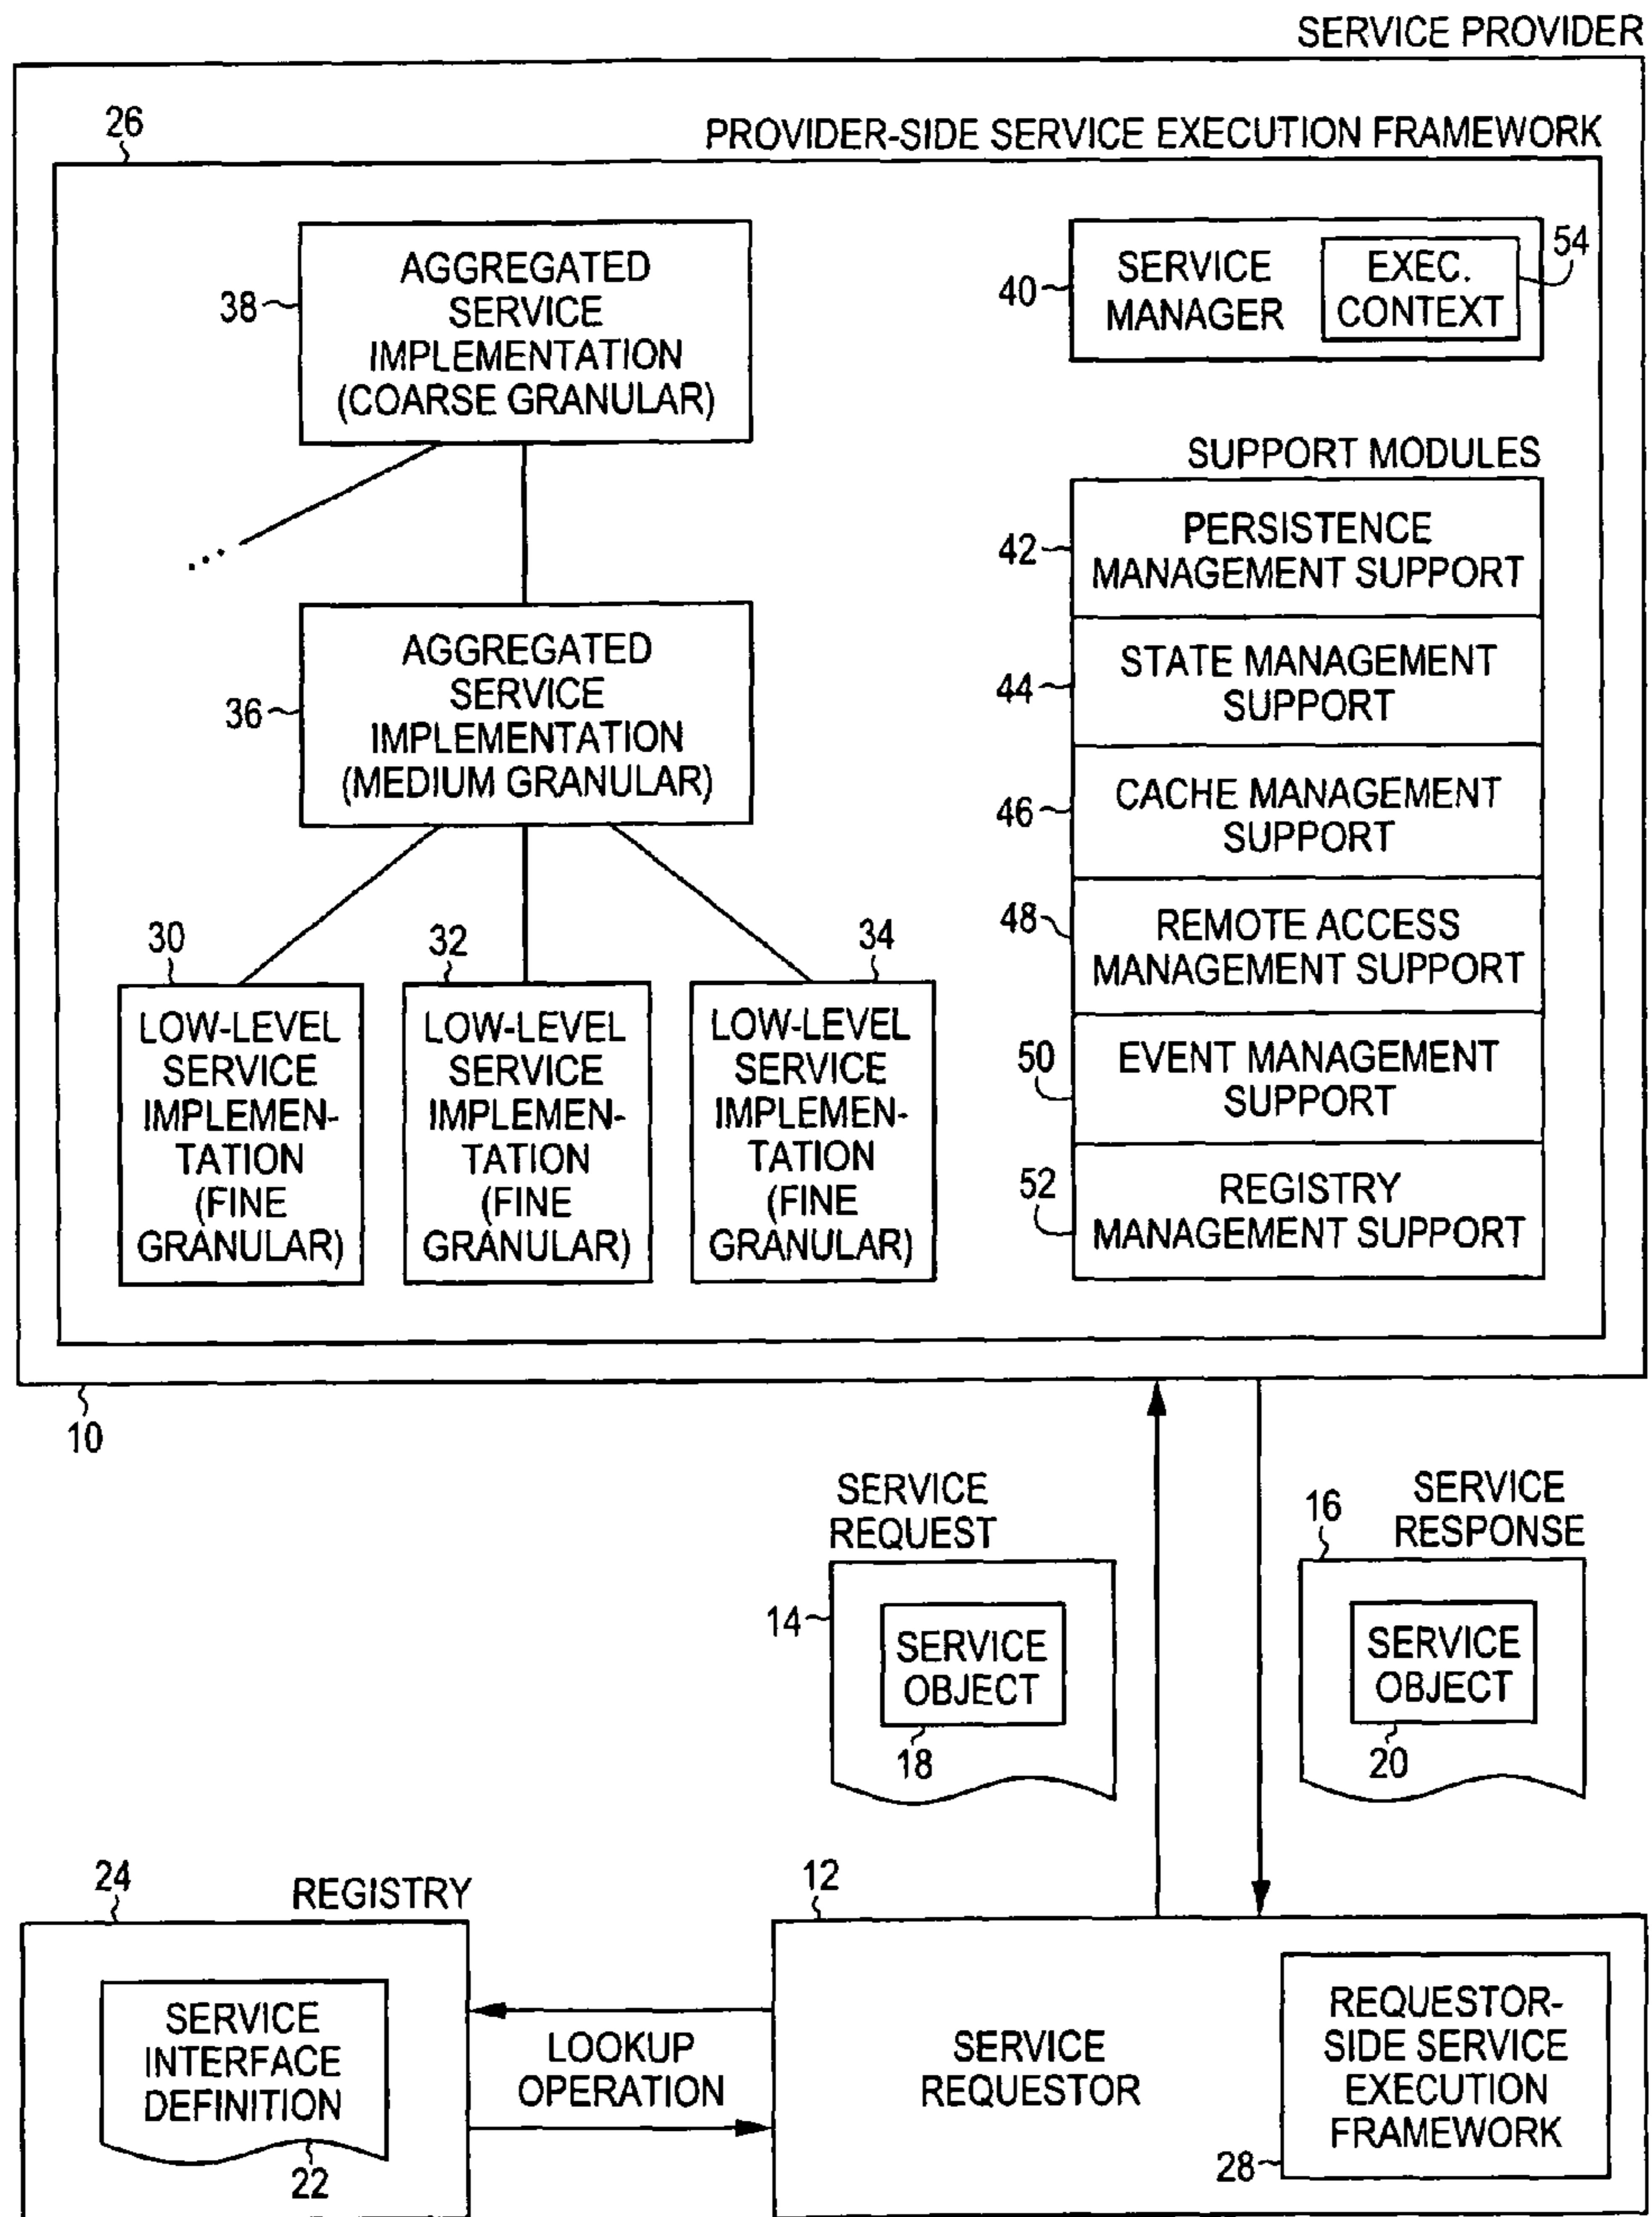 SERVICE PROVIDER
26
PROVIDER-SIDE SERVICE EXECUTION FRAMEWORK
38
AGGREGATED
SERVICE
IMPLEMENTATION
(COARSE GRANULAR)
40
SERVICE
MANAGER
EXEC.
CONTEXT
54
...
36
AGGREGATED
SERVICE
IMPLEMENTATION
(MEDIUM GRANULAR)
30
LOW-LEVEL
SERVICE
IMPLEMEN-
TATION
(FINE
GRANULAR)
32
LOW-LEVEL
SERVICE
IMPLEMEN-
TATION
(FINE
GRANULAR)
34
LOW-LEVEL
SERVICE
IMPLEMEN-
TATION
(FINE
GRANULAR)
SUPPORT MODULES
42
PERSISTENCE
MANAGEMENT SUPPORT
44
STATE MANAGEMENT
SUPPORT
46
CACHE MANAGEMENT
SUPPORT
48
REMOTE ACCESS
MANAGEMENT SUPPORT
50
EVENT MANAGEMENT
SUPPORT
52
REGISTRY
MANAGEMENT SUPPORT
10
SERVICE
REQUEST
14
SERVICE
OBJECT
18
SERVICE
RESPONSE
16
SERVICE
OBJECT
20
24
REGISTRY
SERVICE
INTERFACE
DEFINITION
22
LOOKUP
OPERATION
12
SERVICE
REQUESTOR
REQUESTOR-
SIDE SERVICE
EXECUTION
FRAMEWORK
28